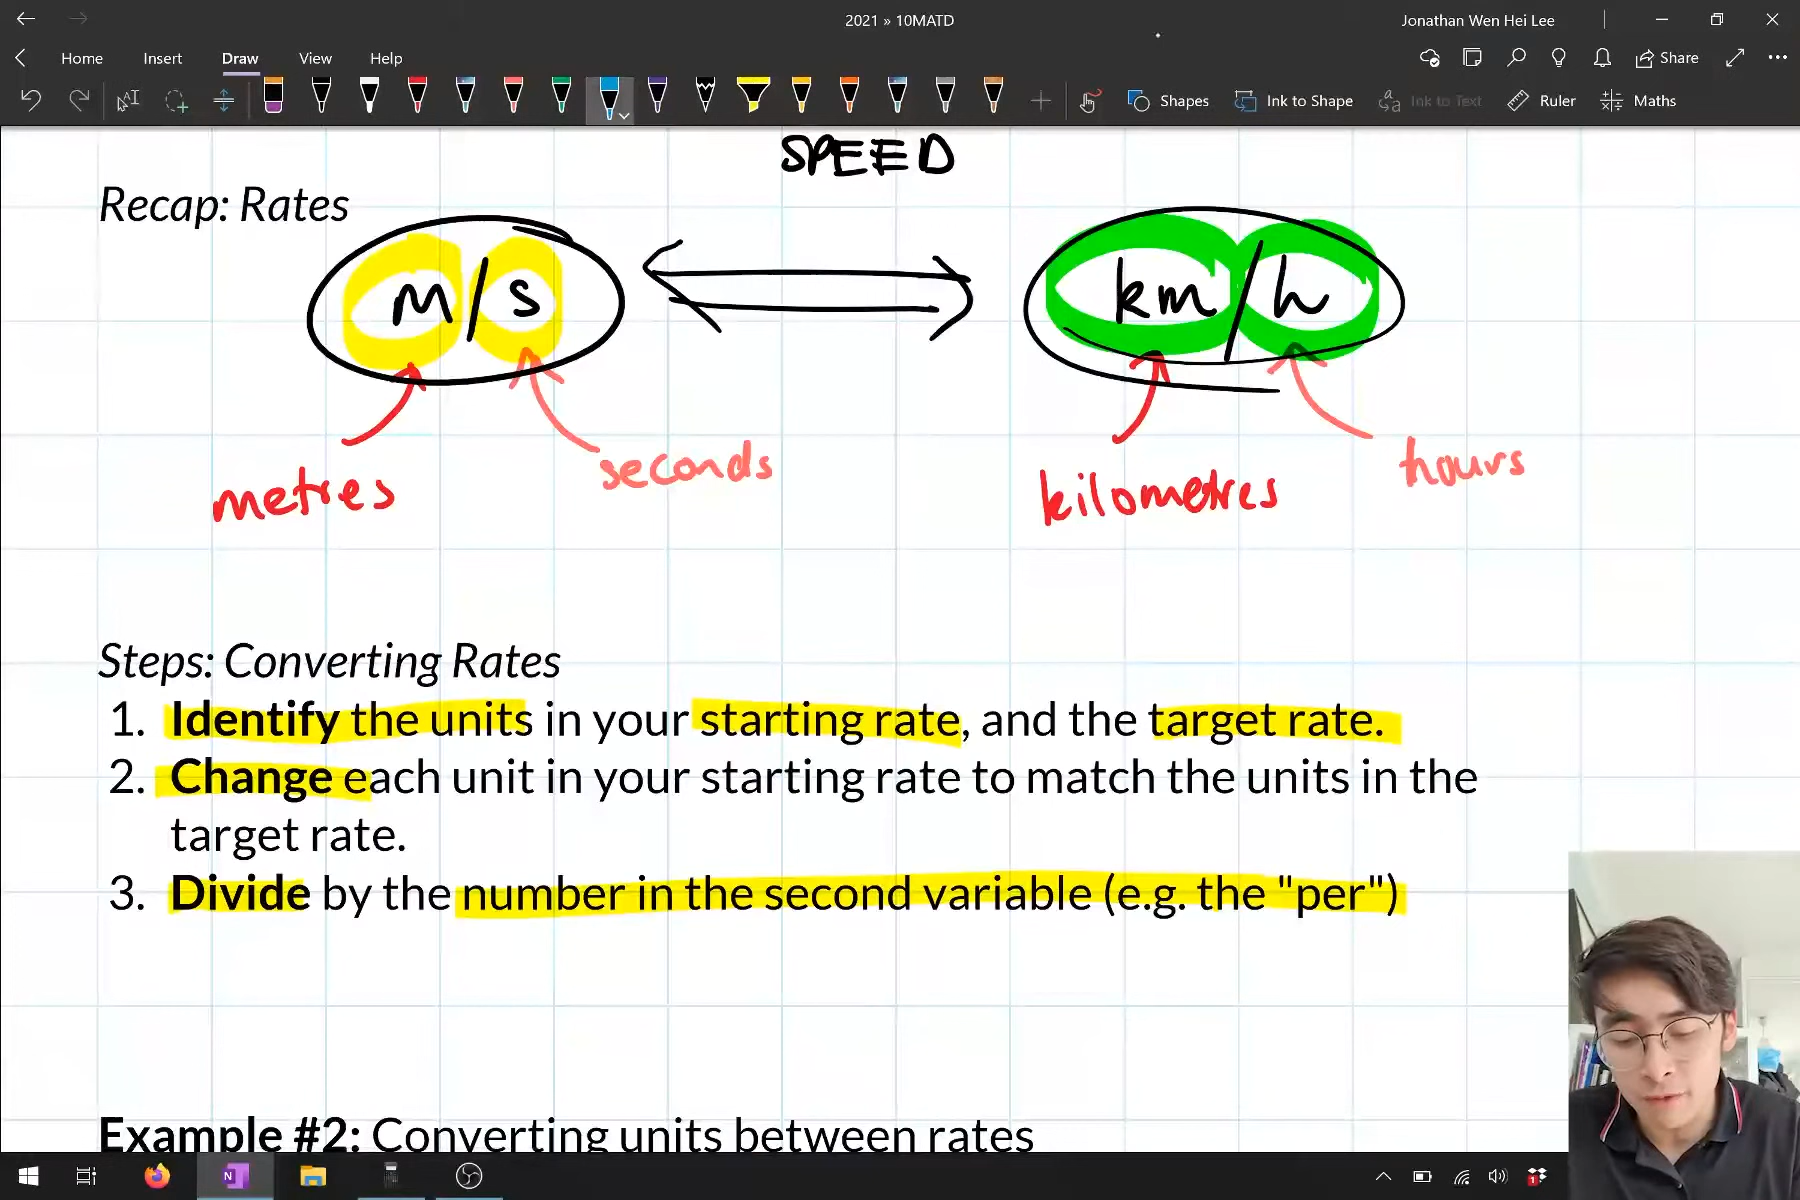 2021 » 10MATD
Jonathan Wen Hei Lee
Home Insert Draw View Help
Share
Shapes Ink to Shape Ink to Text Ruler Maths
SPEED
Recap: Rates
m/s
km/h
metres
seconds
kilometres
hours
Steps: Converting Rates
1. Identify the units in your starting rate, and the target rate.
2. Change each unit in your starting rate to match the units in the
target rate.
3. Divide by the number in the second variable (e.g. the "per")
Example #2: Converting units between rates